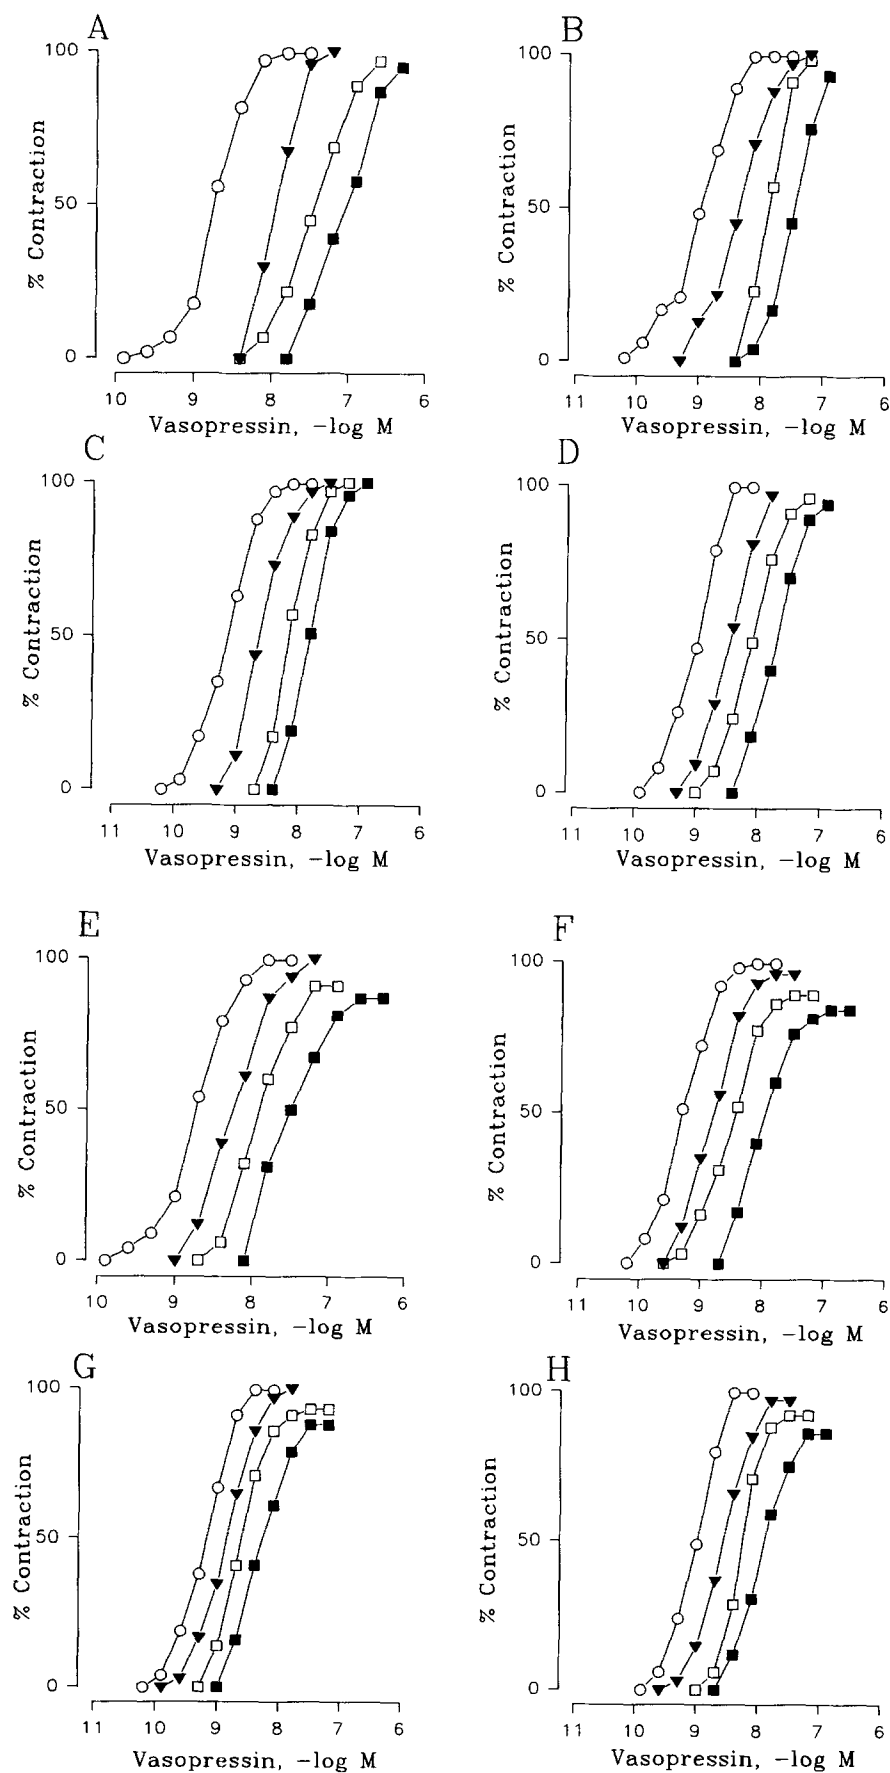 A
100
50
0
% Contraction
10 9 8 7 6
Vasopressin, -log M
B
100
50
0
% Contraction
11 10 9 8 7 6
Vasopressin, -log M
C
100
50
0
% Contraction
11 10 9 8 7 6
Vasopressin, -log M
D
100
50
0
% Contraction
11 10 9 8 7 6
Vasopressin, -log M
E
100
50
0
% Contraction
10 9 8 7 6
Vasopressin, -log M
F
100
50
0
% Contraction
11 10 9 8 7 6
Vasopressin, -log M
G
100
50
0
% Contraction
11 10 9 8 7 6
Vasopressin, -log M
H
100
50
0
% Contraction
11 10 9 8 7 6
Vasopressin, -log M